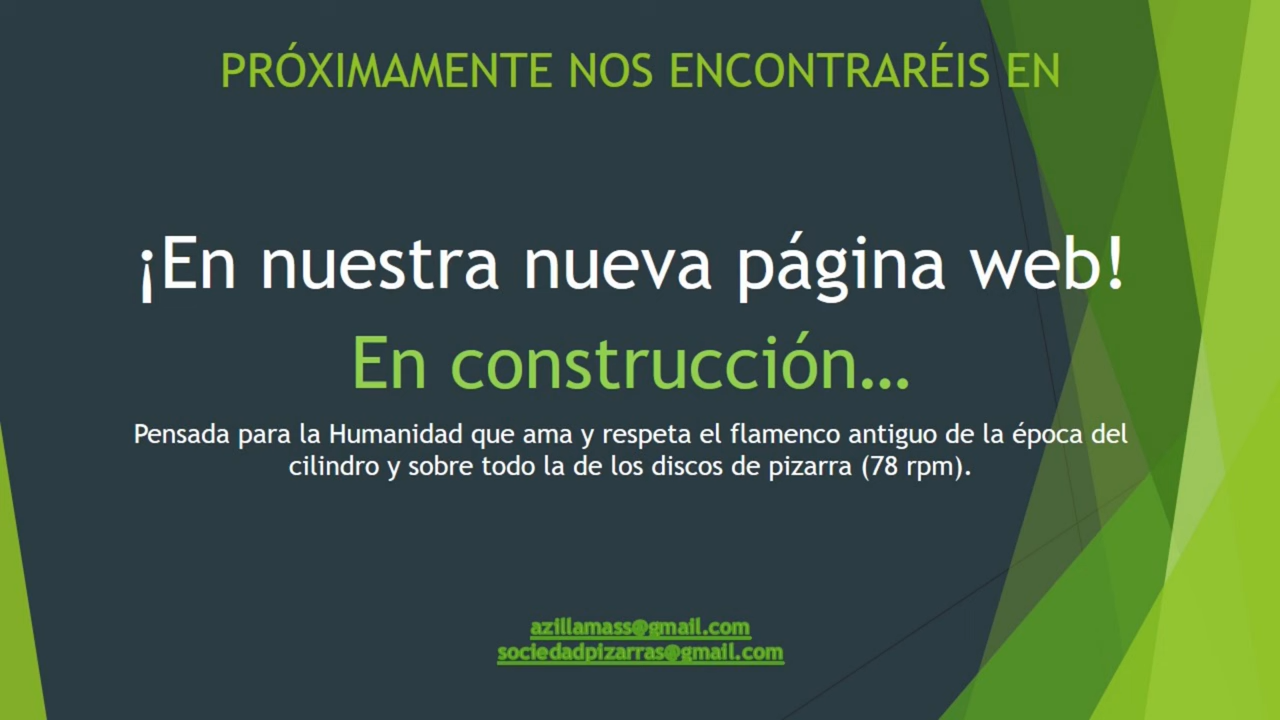 PRÓXIMAMENTE NOS ENCONTRARÉIS EN
¡En nuestra nueva página web!
En construcción…
Pensada para la Humanidad que ama y respeta el flamenco antiguo de la época del
cilindro y sobre todo la de los discos de pizarra (78 rpm).
azillamass@gmail.com
sociedadpizarras@gmail.com